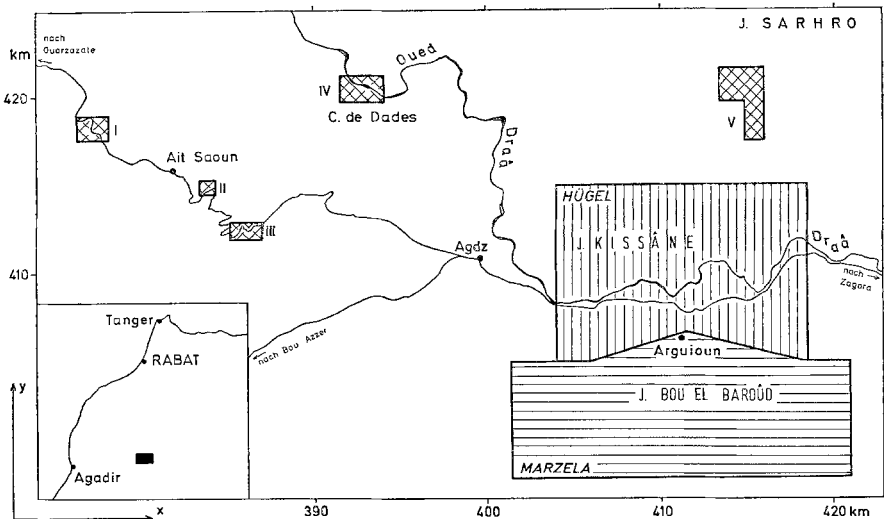 J. SARHRO
nach
Ouarzazate
km
420
I
Ait Saoun
II
III
IV
C. de Dades
Oued
Draâ
V
HÜGEL
J. KISSÂNE
Draâ
nach
Zagora
Agdz
410
nach Bou Azzer
Arguioun
J. BOU EL BAROÛD
MARZELA
Tanger
RABAT
Agadir
y
x
390
400
410
420 km